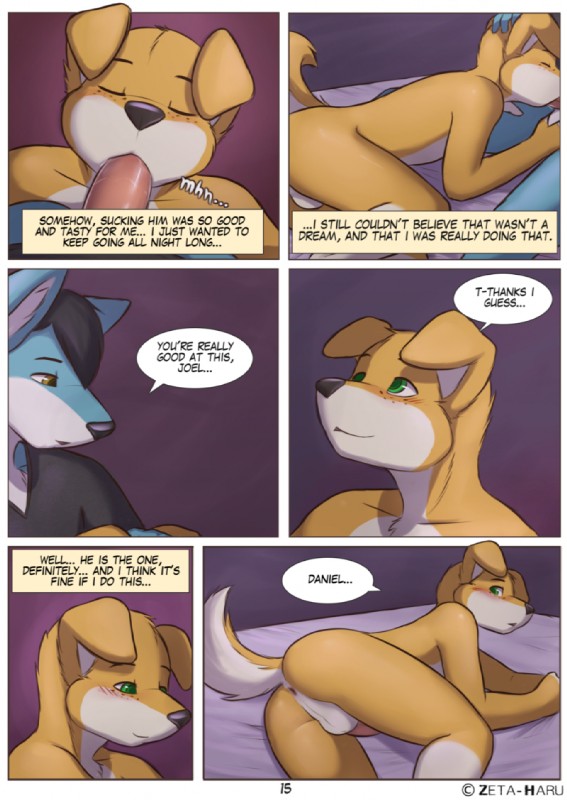 mhn...
SOMEHOW, SUCKING HIM WAS SO GOOD
AND TASTY FOR ME... I JUST WANTED TO
KEEP GOING ALL NIGHT LONG...
...I STILL COULDN'T BELIEVE THAT WASN'T A
DREAM, AND THAT I WAS REALLY DOING THAT.
YOU'RE REALLY
GOOD AT THIS,
JOEL...
T-THANKS I
GUESS...
WELL... HE IS THE ONE,
DEFINITELY... AND I THINK IT'S
FINE IF I DO THIS...
DANIEL...
15
© ZETA-HARU